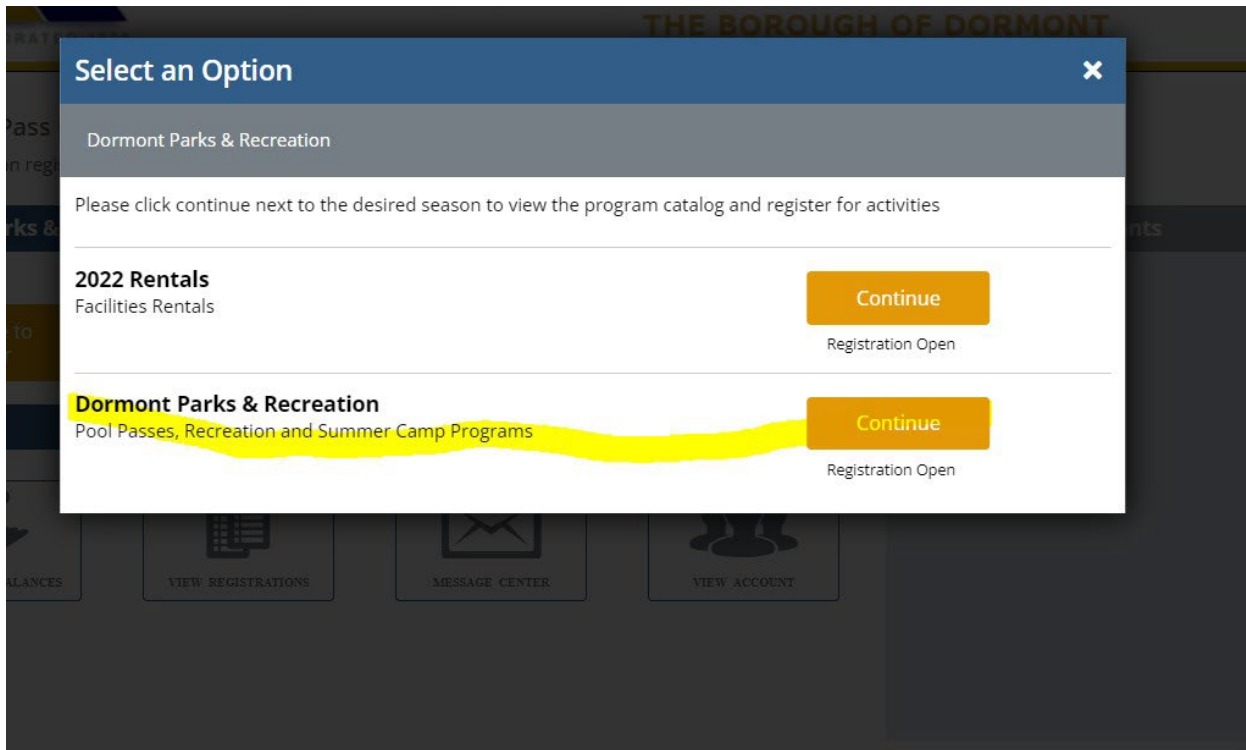 THE BOROUGH OF DORMONT
Select an Option
Pass
Dormont Parks & Recreation
Please click continue next to the desired season to view the program catalog and register for activities
2022 Rentals
Continue
Facilities Rentals
Registration Open
to
Dormont Parks & Recreation
Continue
Pool Passes, Recreation and Summer Camp Programs
Registration Open
VIEW REGISTRATIONS
MESSAGE CENTER
VIEW ACCOUNT